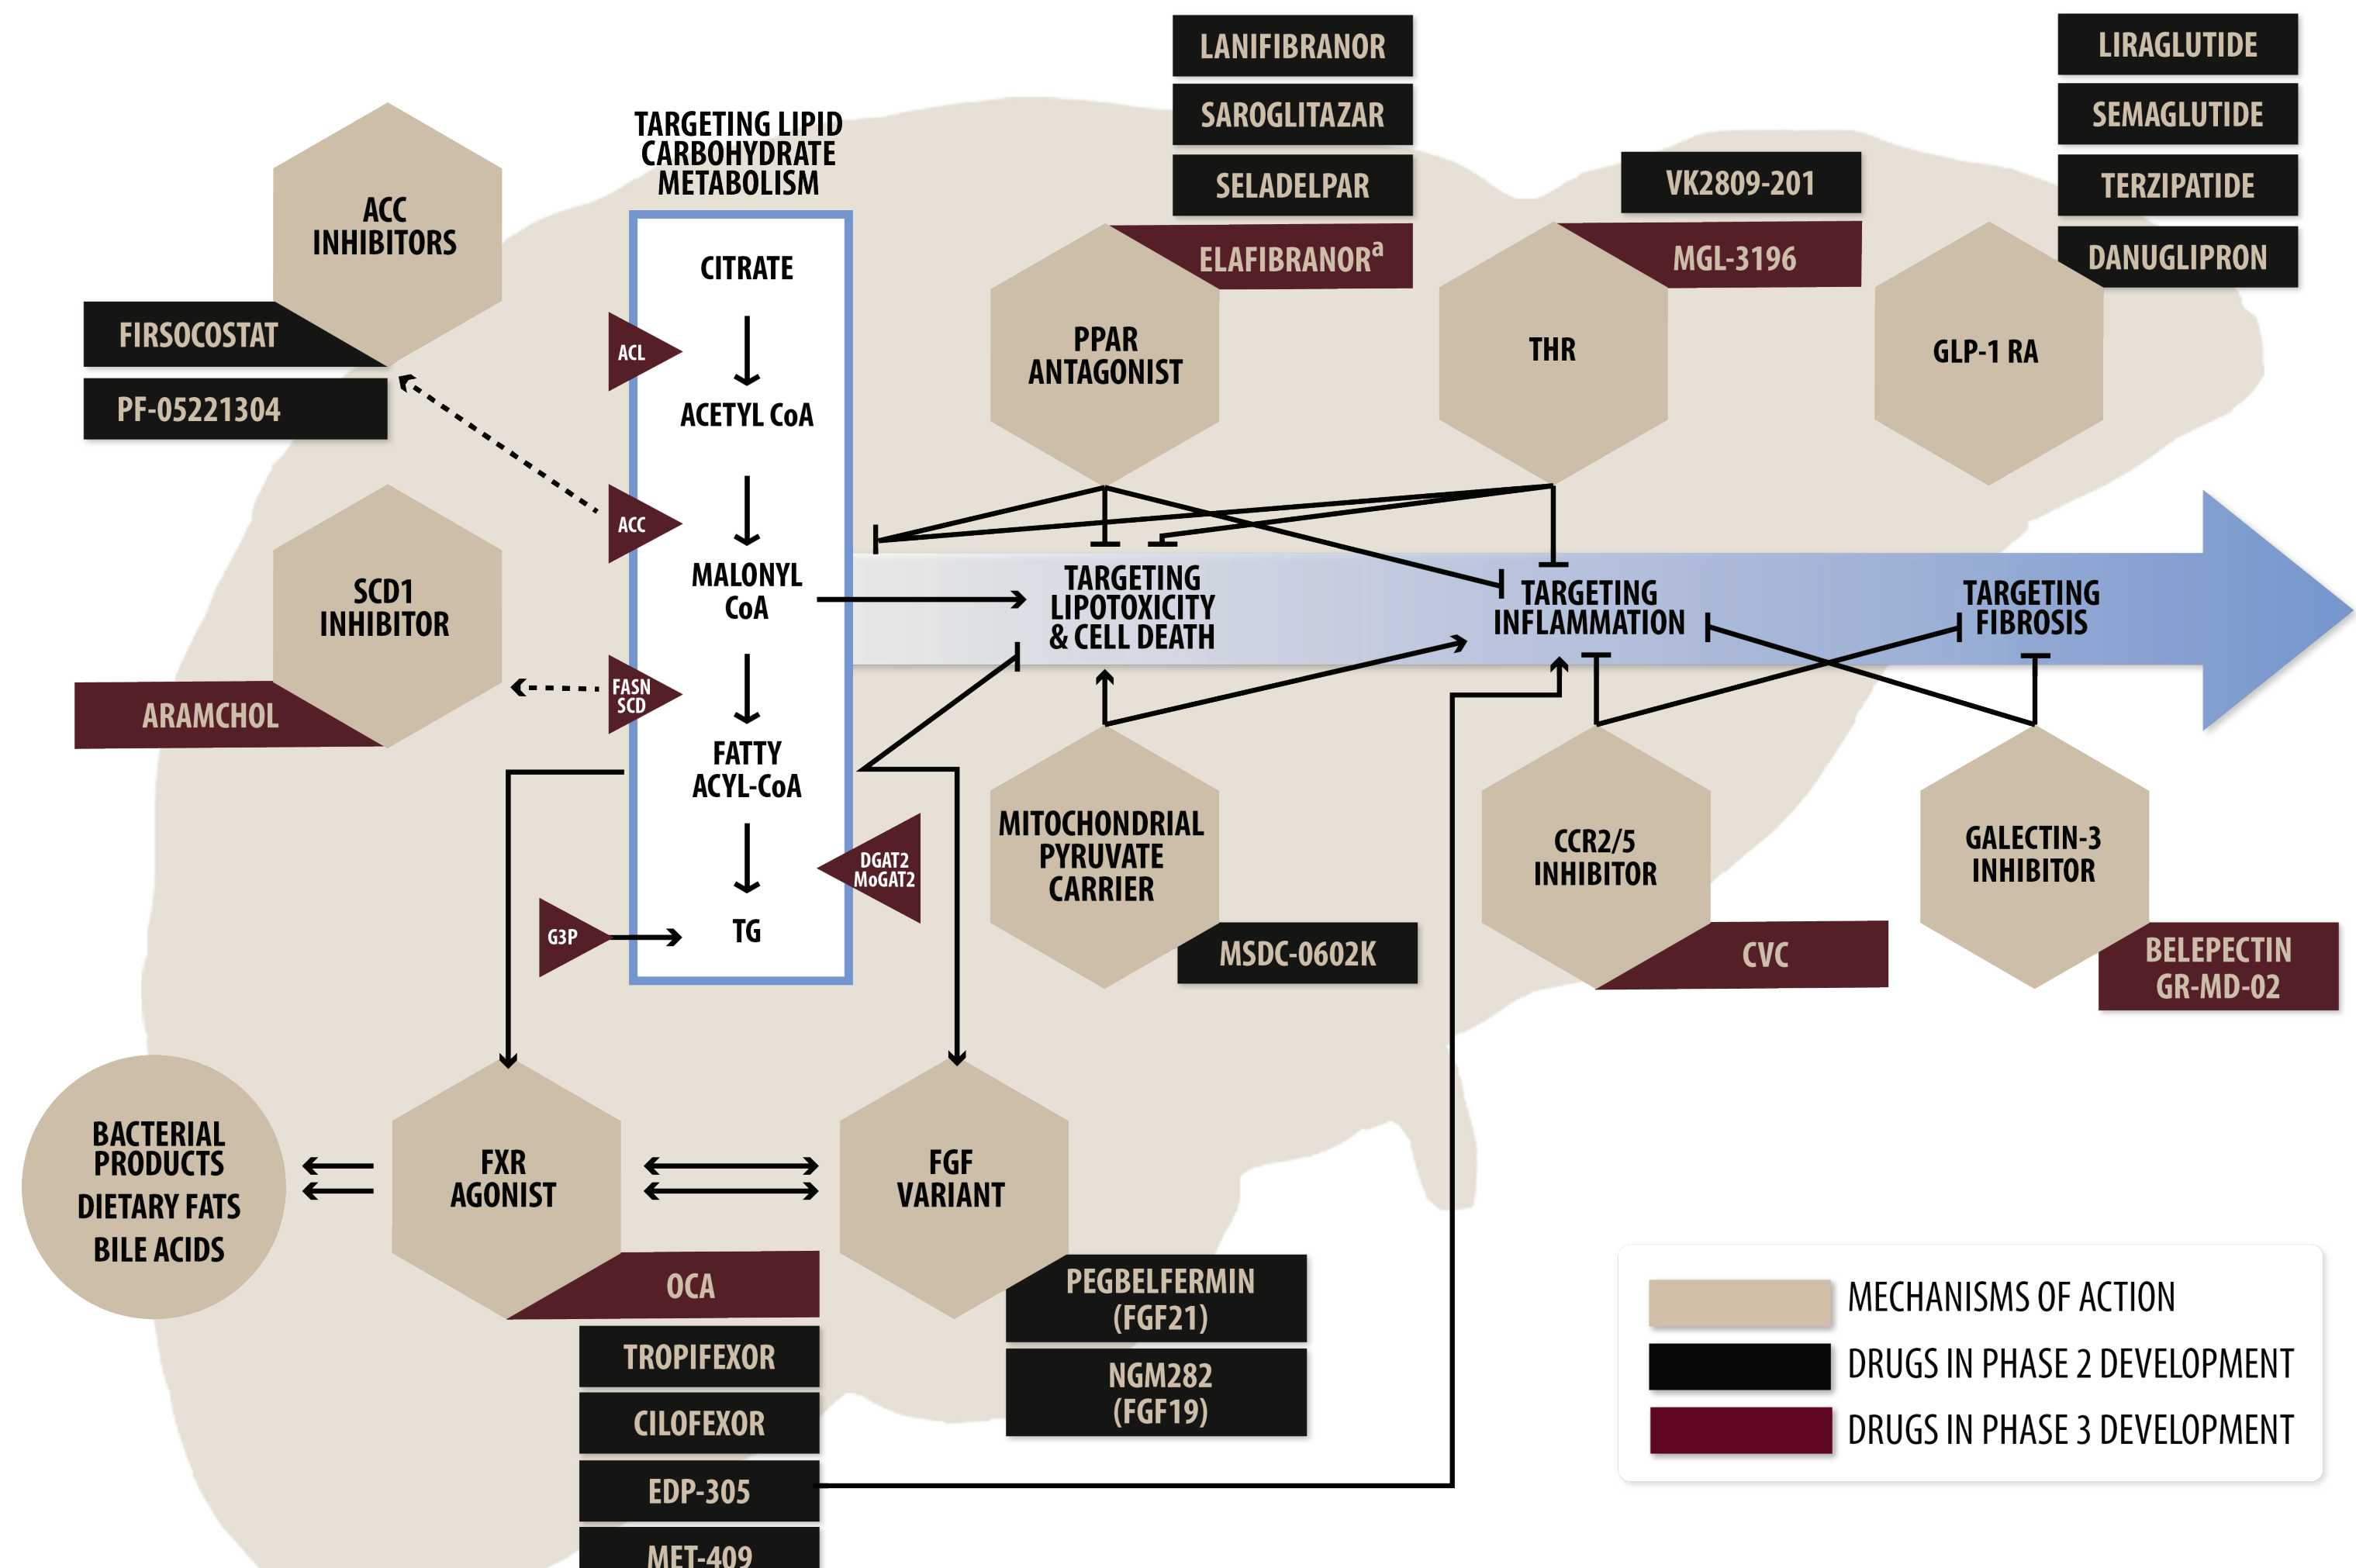 LANIFIBRANOR
SAROGLITAZAR
SELADELPAR
ELAFIBRANORa
PPAR
ANTAGONIST
VK2809-201
MGL-3196
THR
LIRAGLUTIDE
SEMAGLUTIDE
TERZIPATIDE
DANUGLIPRON
GLP-1 RA
ACC
INHIBITORS
FIRSOCOSTAT
PF-05221304
SCD1
INHIBITOR
ARAMCHOL
TARGETING LIPID
CARBOHYDRATE
METABOLISM
CITRATE
ACL
ACETYL CoA
ACC
MALONYL
CoA
FASN
SCD
FATTY
ACYL-CoA
DGAT2
MoGAT2
G3P
TG
TARGETING
LIPOTOXICITY
& CELL DEATH
TARGETING
INFLAMMATION
TARGETING
FIBROSIS
MITOCHONDRIAL
PYRUVATE
CARRIER
MSDC-0602K
CCR2/5
INHIBITOR
CVC
GALECTIN-3
INHIBITOR
BELEPECTIN
GR-MD-02
BACTERIAL
PRODUCTS
DIETARY FATS
BILE ACIDS
FXR
AGONIST
OCA
TROPIFEXOR
CILOFEXOR
EDP-305
MET-409
FGF
VARIANT
PEGBELFERMIN
(FGF21)
NGM282
(FGF19)
MECHANISMS OF ACTION
DRUGS IN PHASE 2 DEVELOPMENT
DRUGS IN PHASE 3 DEVELOPMENT